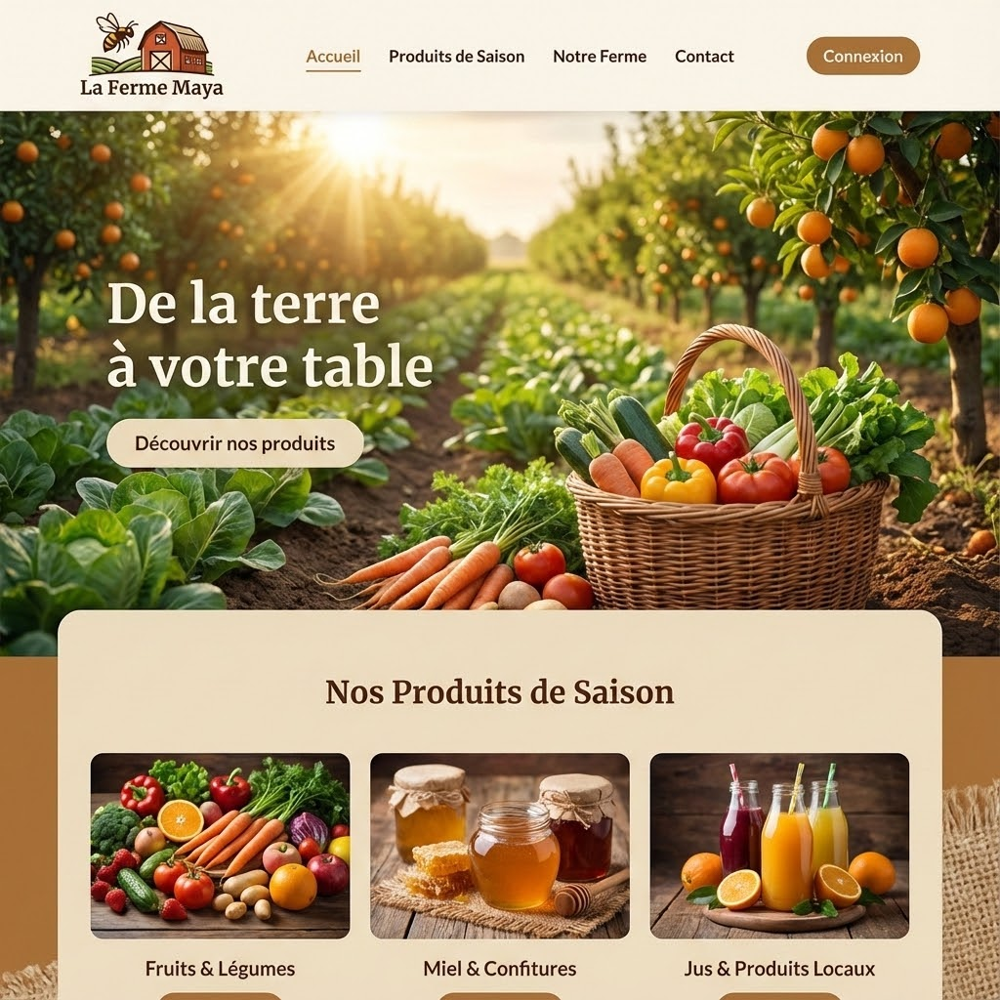 La Ferme Maya
Accueil
Produits de Saison
Notre Ferme
Contact
Connexion
De la terre
à votre table
Découvrir nos produits
Nos Produits de Saison
Fruits & Légumes
Miel & Confitures
Jus & Produits Locaux